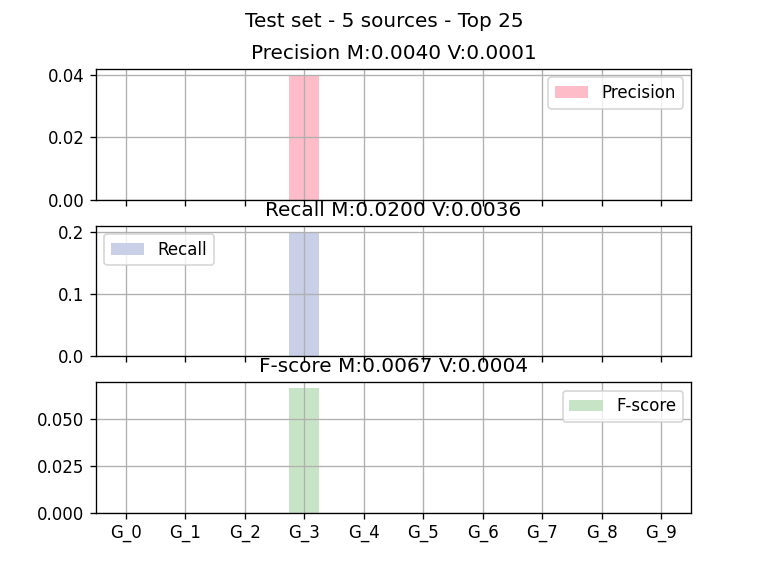 Test set - 5 sources - Top 25
Precision M:0.0040 V:0.0001
0.04
0.02
0.00
Precision
Recall M:0.0200 V:0.0036
0.2
0.1
0.0
Recall
F-score M:0.0067 V:0.0004
0.050
0.025
0.000
F-score
G_0 G_1 G_2 G_3 G_4 G_5 G_6 G_7 G_8 G_9